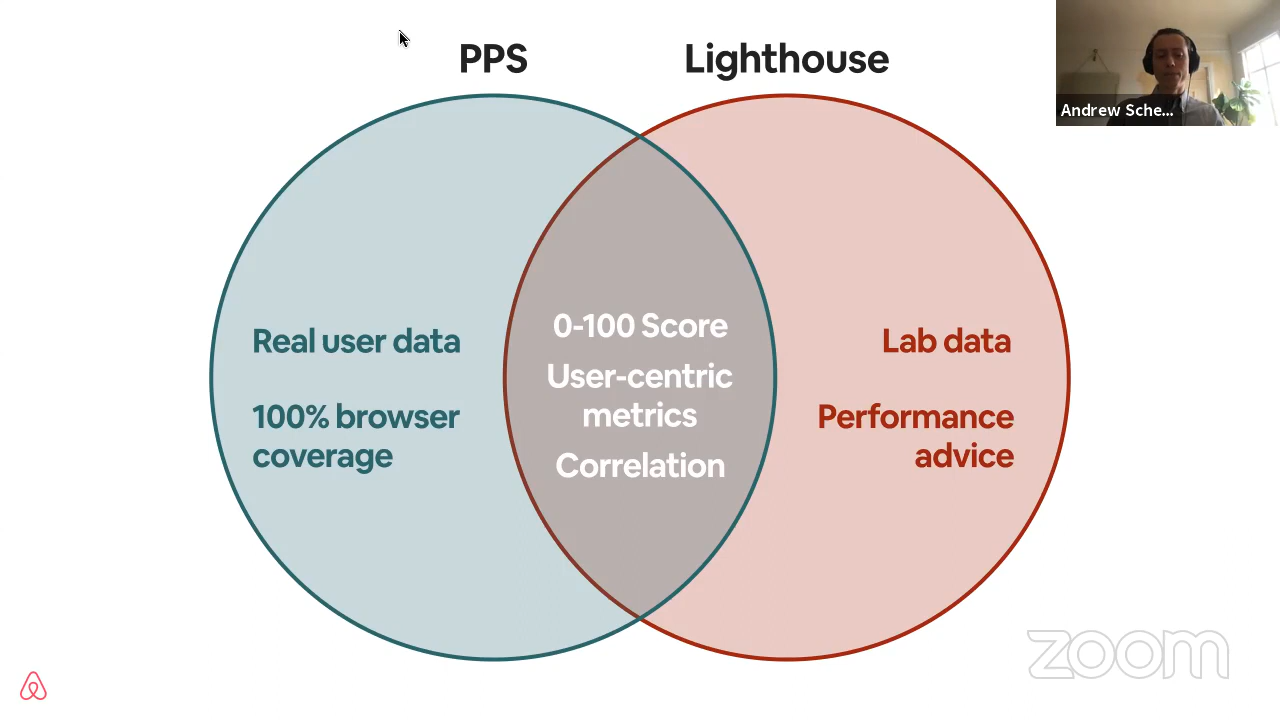 PPS
Lighthouse
Andrew Sche...
Real user data
100% browser
coverage
0-100 Score
User-centric
metrics
Correlation
Lab data
Performance
advice
zoom